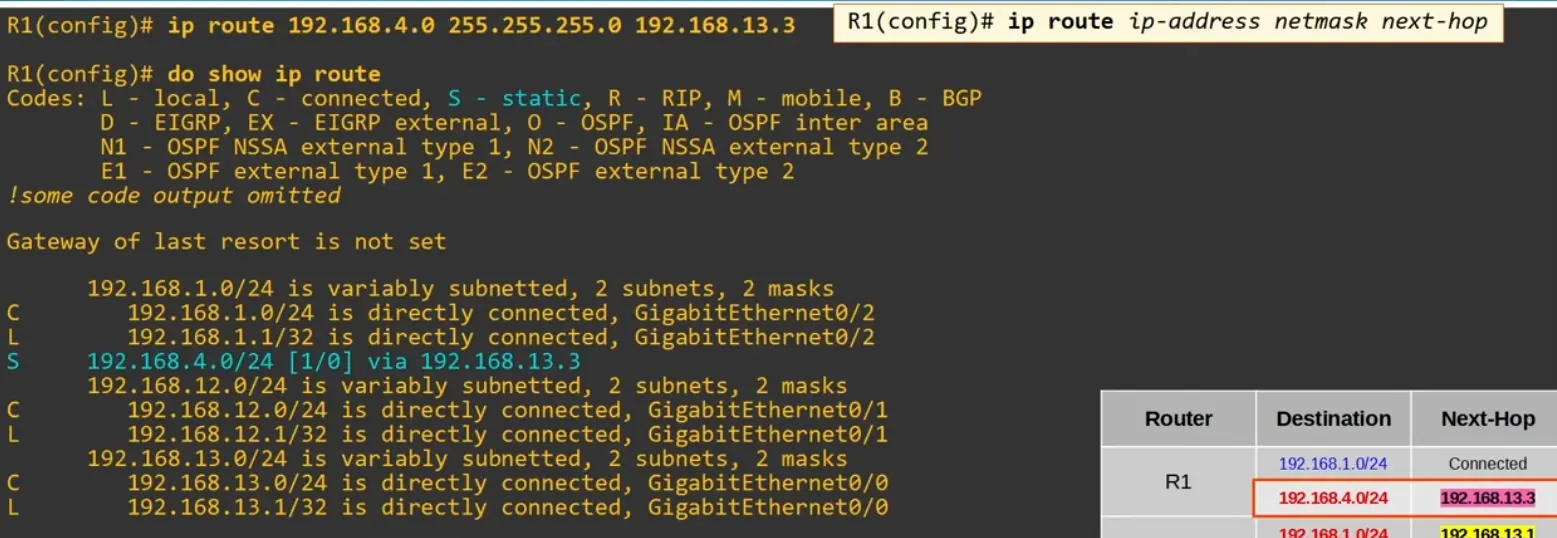 R1(config)# ip route 192.168.4.0 255.255.255.0 192.168.13.3
R1(config)# ip route ip-address netmask next-hop
R1(config)# do show ip route
Codes: L - local, C - connected, S - static, R - RIP, M - mobile, B - BGP
D - EIGRP, EX - EIGRP external, O - OSPF, IA - OSPF inter area
N1 - OSPF NSSA external type 1, N2 - OSPF NSSA external type 2
E1 - OSPF external type 1, E2 - OSPF external type 2
!some code output omitted
Gateway of last resort is not set
192.168.1.0/24 is variably subnetted, 2 subnets, 2 masks
C 192.168.1.0/24 is directly connected, GigabitEthernet0/2
L 192.168.1.1/32 is directly connected, GigabitEthernet0/2
S 192.168.4.0/24 [1/0] via 192.168.13.3
192.168.12.0/24 is variably subnetted, 2 subnets, 2 masks
C 192.168.12.0/24 is directly connected, GigabitEthernet0/1
L 192.168.12.1/32 is directly connected, GigabitEthernet0/1
192.168.13.0/24 is variably subnetted, 2 subnets, 2 masks
C 192.168.13.0/24 is directly connected, GigabitEthernet0/0
L 192.168.13.1/32 is directly connected, GigabitEthernet0/0
Router Destination Next-Hop
R1
192.168.1.0/24 Connected
192.168.4.0/24 192.168.13.3
192.168.1.0/24 192.168.13.1